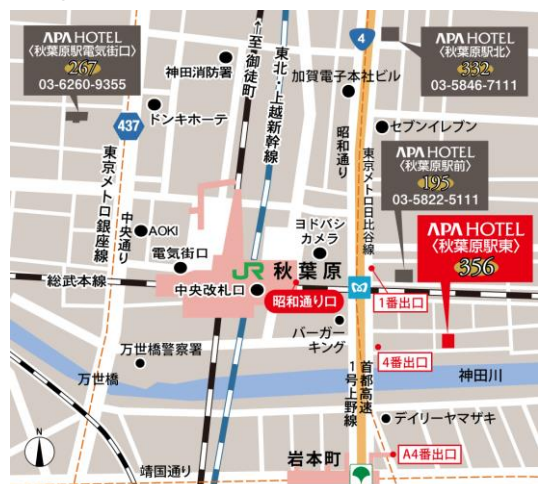 APA HOTEL
〈秋葉原駅電気街口〉
267
03-6260-9355
神田消防署
←至御徒町
東北・上越新幹線
4
加賀電子本社ビル
APA HOTEL
〈秋葉原駅北〉
332
03-5846-7111
ドンキホーテ
437
昭和通り
セブンイレブン
東京メトロ日比谷線
APA HOTEL
〈秋葉原駅前〉
195
03-5822-5111
東京メトロ銀座線
中央通り
AOKI
電気街口
ヨドバシ
カメラ
APA HOTEL
〈秋葉原駅東〉
356
JR 秋葉原
総武本線
中央改札口
昭和通り口
1番出口
バーガー
キング
万世橋警察署
万世橋
4番出口
首都高速
1号上野線
神田川
デイリーヤマザキ
N
靖国通り
岩本町
A4番出口